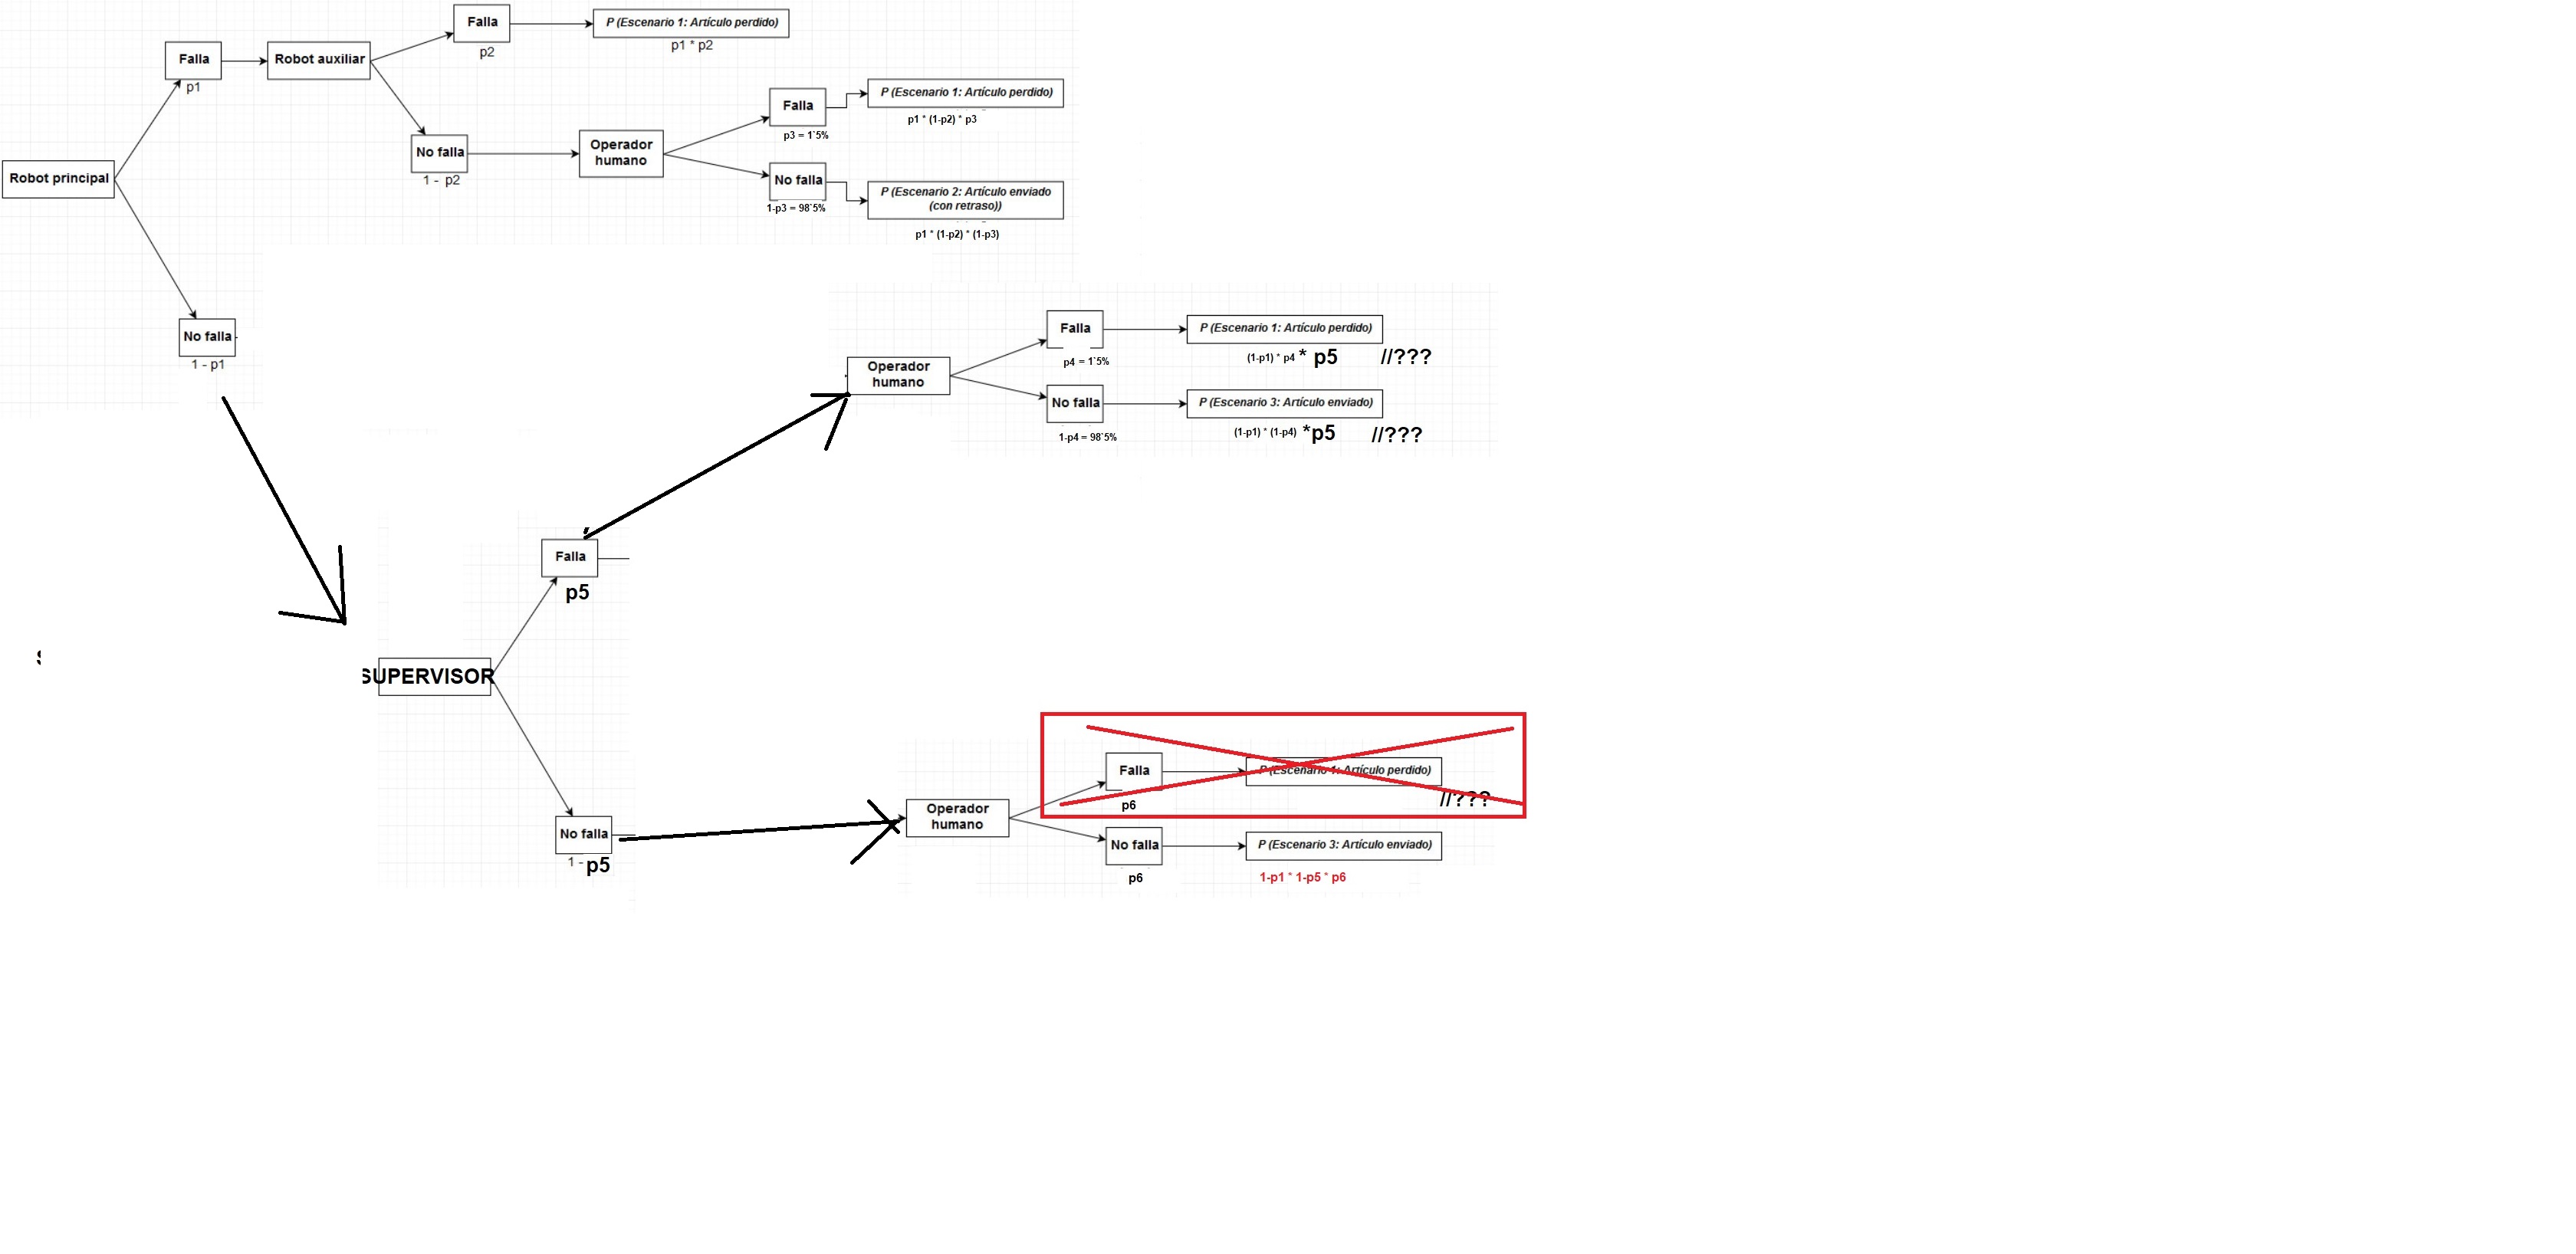 Falla
p2
P (Escenario 1: Artículo perdido)
p1 * p2
Falla
p1
Robot auxiliar
Falla
p3 = 1`5%
P (Escenario 1: Artículo perdido)
p1 * (1-p2) * p3
No falla
1 - p2
Operador
humano
Robot principal
No falla
1-p3 = 98`5%
P (Escenario 2: Artículo enviado
(con retraso))
p1 * (1-p2) * (1-p3)
No falla
1 - p1
Operador
humano
Falla
p4 = 1`5%
P (Escenario 1: Artículo perdido)
(1-p1) * p4 * p5 //???
No falla
1-p4 = 98`5%
P (Escenario 3: Artículo enviado)
(1-p1) * (1-p4) *p5 //???
Falla
p5
SUPERVISOR
No falla
1 - p5
Operador
humano
Falla
p6
P (Escenario 1: Artículo perdido)
//???
No falla
p6
P (Escenario 3: Artículo enviado)
1-p1 * 1-p5 * p6